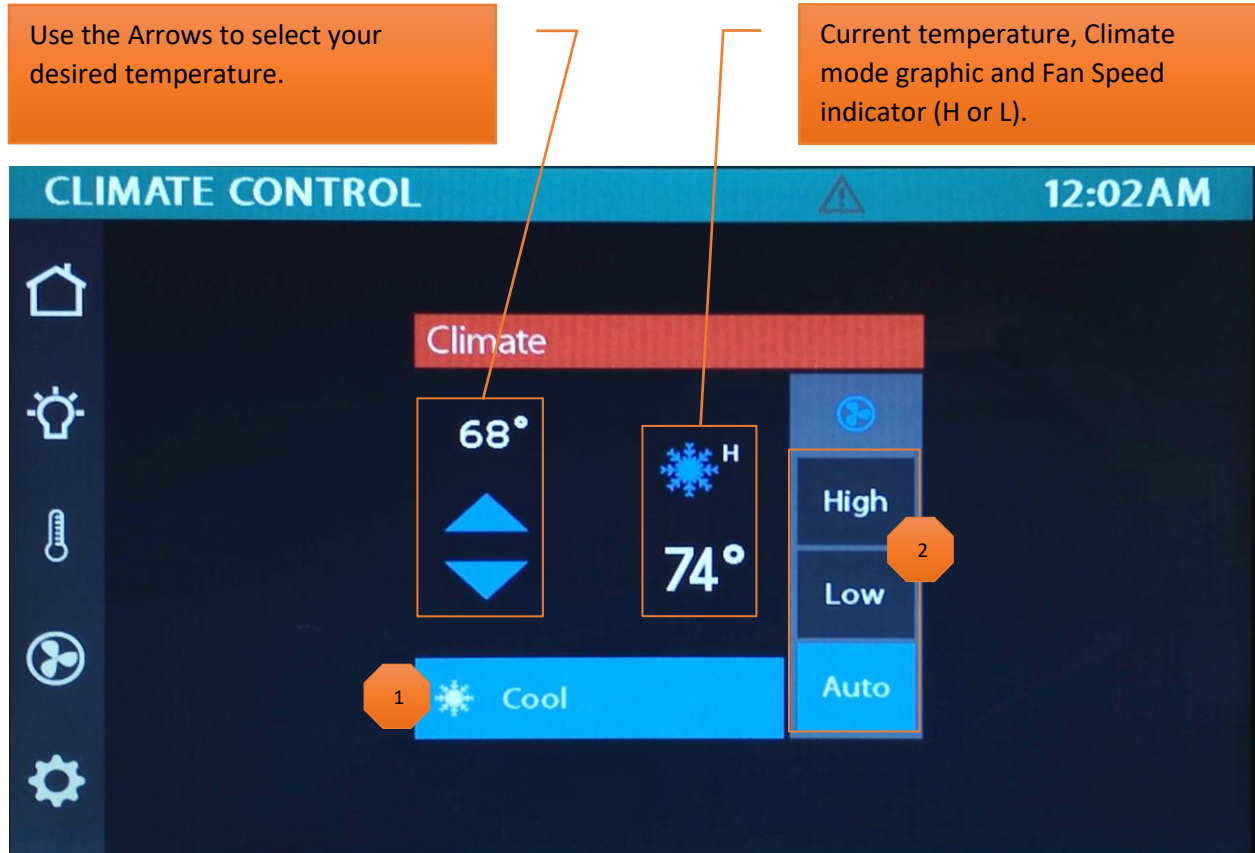 Use the Arrows to select your
desired temperature.
Current temperature, Climate
mode graphic and Fan Speed
indicator (H or L).
CLIMATE CONTROL
12:02AM
Climate
68°
H
74°
High
2
Low
Auto
1
Cool